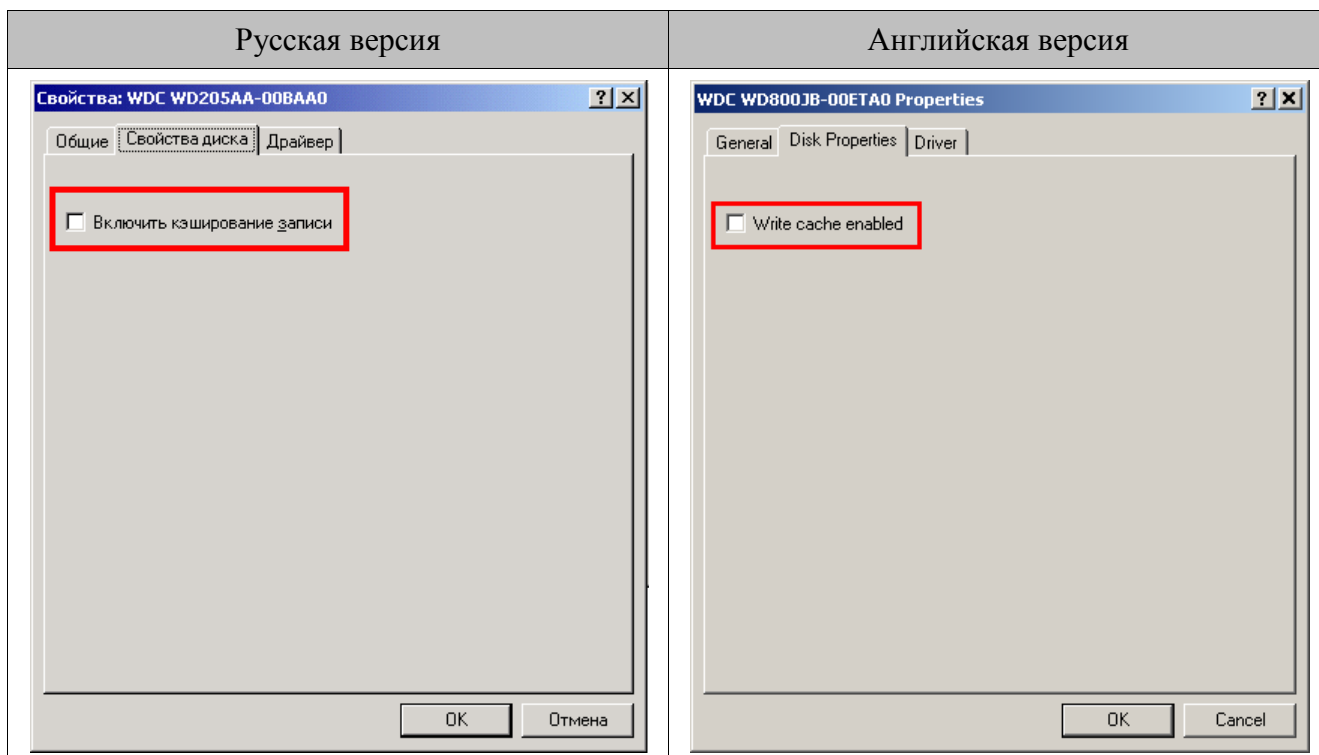 Русская версия
Английская версия
Свойства: WDC WD205AA-00BAA0
Общие Свойства диска Драйвер
Включить кэширование записи
OK Отмена
WDC WD800JB-00ETA0 Properties
General Disk Properties Driver
Write cache enabled
OK Cancel